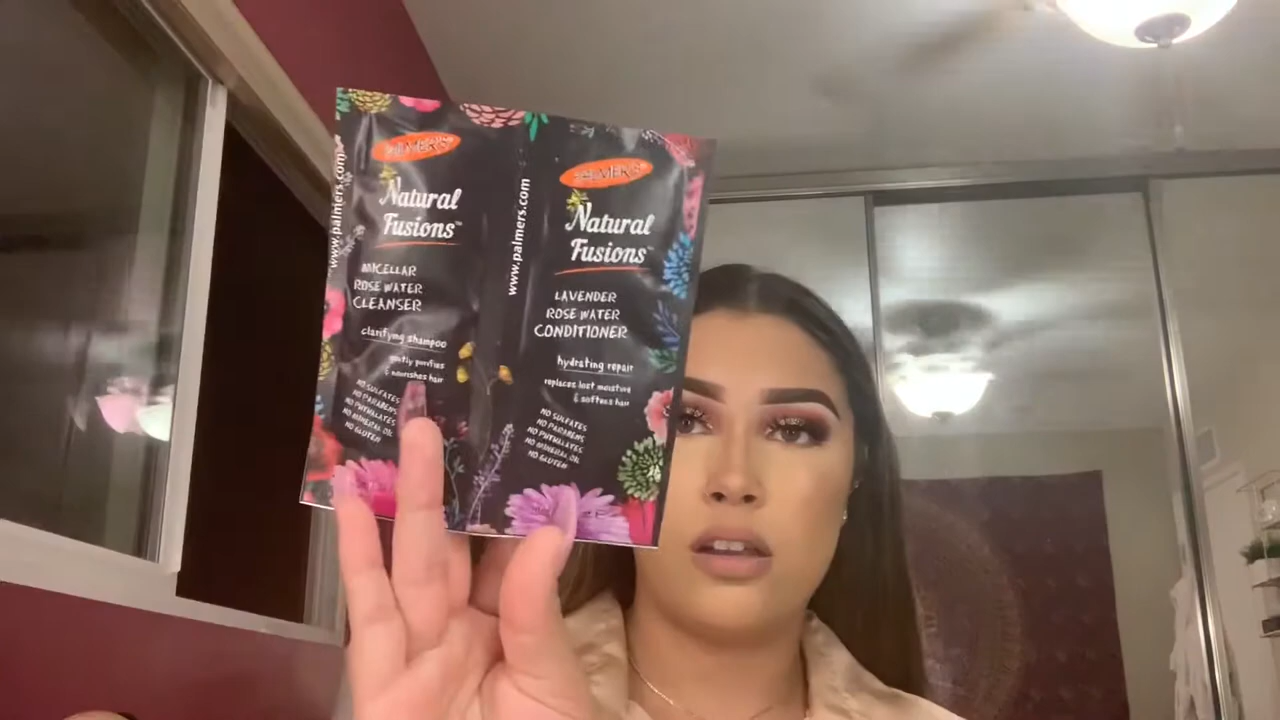 www.palmers.com
PALMER'S
Natural
Fusions™
MICELLAR
ROSE WATER
CLEANSER
clarifying shampoo
gently purifies
& nourishes hair
NO SULFATES
NO PARABENS
NO PHTHALATES
NO MINERAL OIL
NO GLUTEN
www.palmers.com
PALMER'S
Natural
Fusions™
LAVENDER
ROSE WATER
CONDITIONER
hydrating repair
replaces lost moisture
& softens hair
NO SULFATES
NO PARABENS
NO PHTHALATES
NO MINERAL OIL
NO GLUTEN